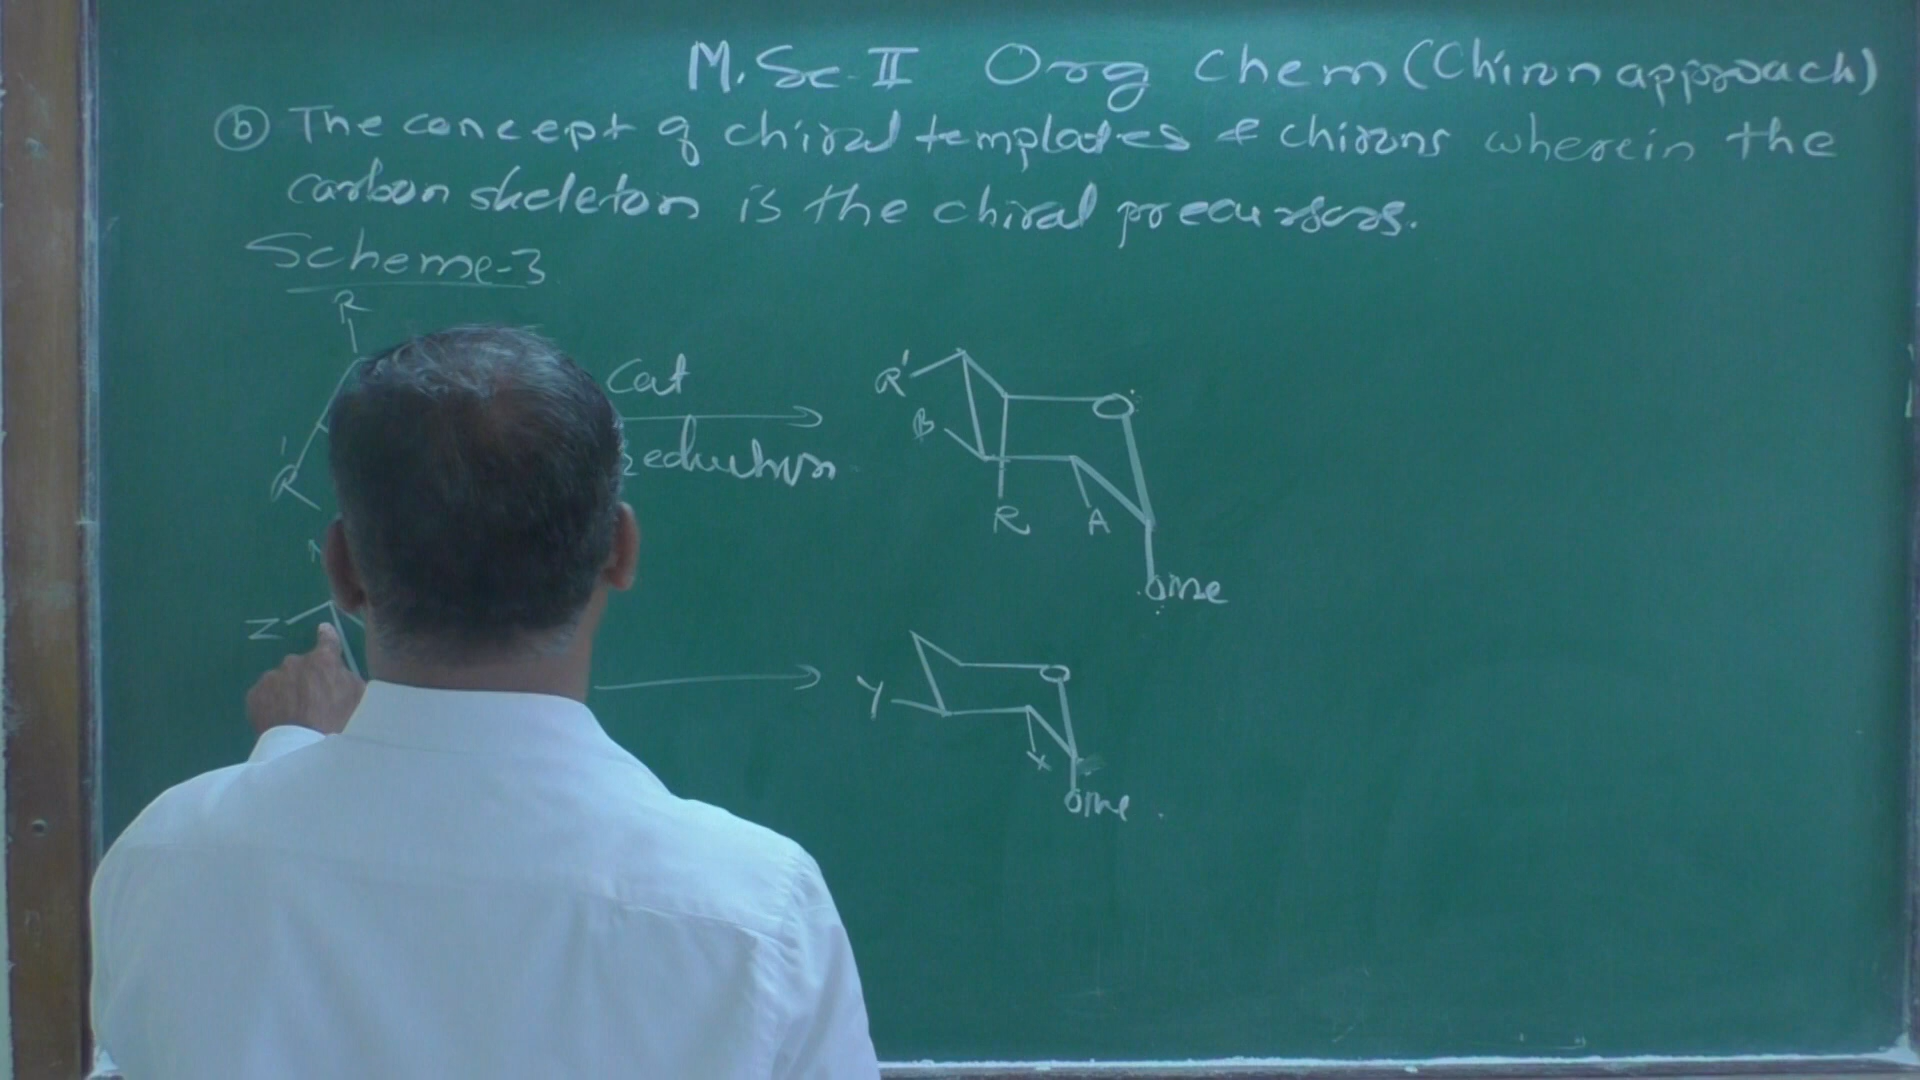 M.Sc-II Org Chem (Chiron approach)
(b) The concept of chiral templates & chirons wherein the
carbon skeleton is the chiral precursors.
Scheme-3
R
Cat
reduction
R'
R'
B
O
R
A
OMe
Z
Y
O
X
OMe